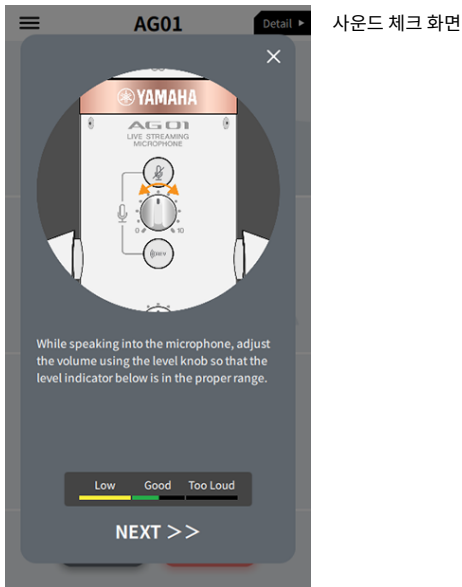 AG01
Detail ▶
사운드 체크 화면
×
YAMAHA
AG01
LIVE STREAMING
MICROPHONE
0
10
While speaking into the microphone, adjust
the volume using the level knob so that the
level indicator below is in the proper range.
Low Good Too Loud
NEXT >>